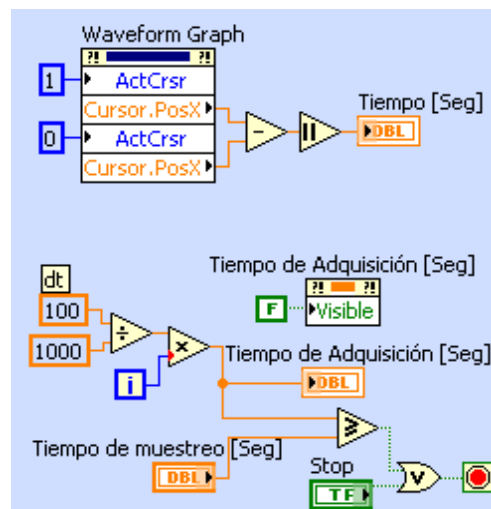 Waveform Graph
?! ?!
1
ActCrsr
Cursor.PosX
0
ActCrsr
Cursor.PosX
Tiempo [Seg]
DBL
Tiempo de Adquisición [Seg]
?! ?!
F
Visible
dt
100
1000
i
Tiempo de Adquisición [Seg]
DBL
Tiempo de muestreo [Seg]
DBL
Stop
TF
V